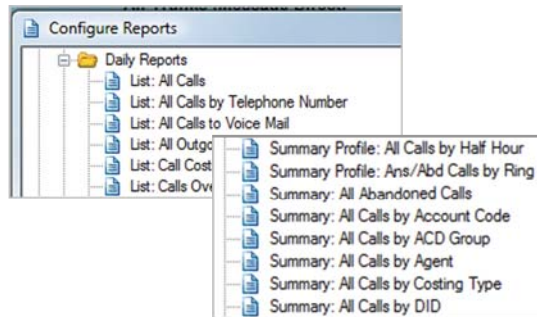 Configure Reports
Daily Reports
List: All Calls
List: All Calls by Telephone Number
List: All Calls to Voice Mail
List: All Outgo
List: Call Cost
List: Calls Ove
Summary Profile: All Calls by Half Hour
Summary Profile: Ans/Abd Calls by Ring
Summary: All Abandoned Calls
Summary: All Calls by Account Code
Summary: All Calls by ACD Group
Summary: All Calls by Agent
Summary: All Calls by Costing Type
Summary: All Calls by DID